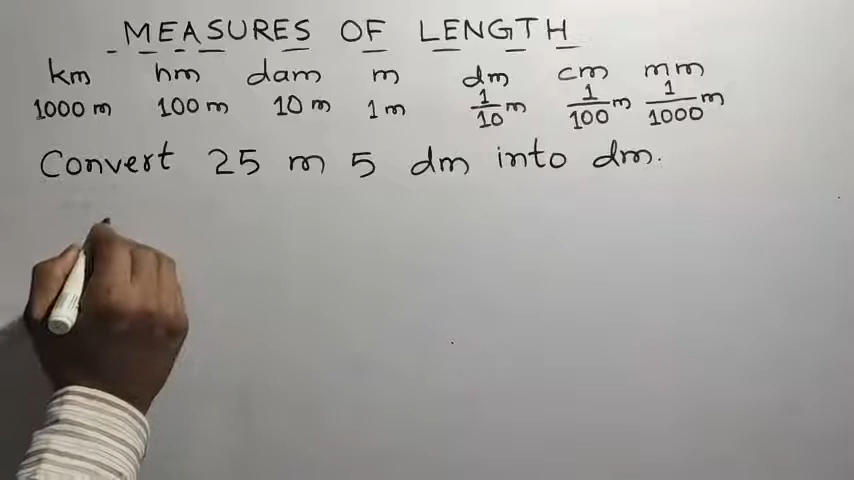 MEASURES OF LENGTH
km hm dam m dm cm mm
1000 m 100 m 10 m 1 m 1/10 m 1/100 m 1/1000 m
Convert 25 m 5 dm into dm.